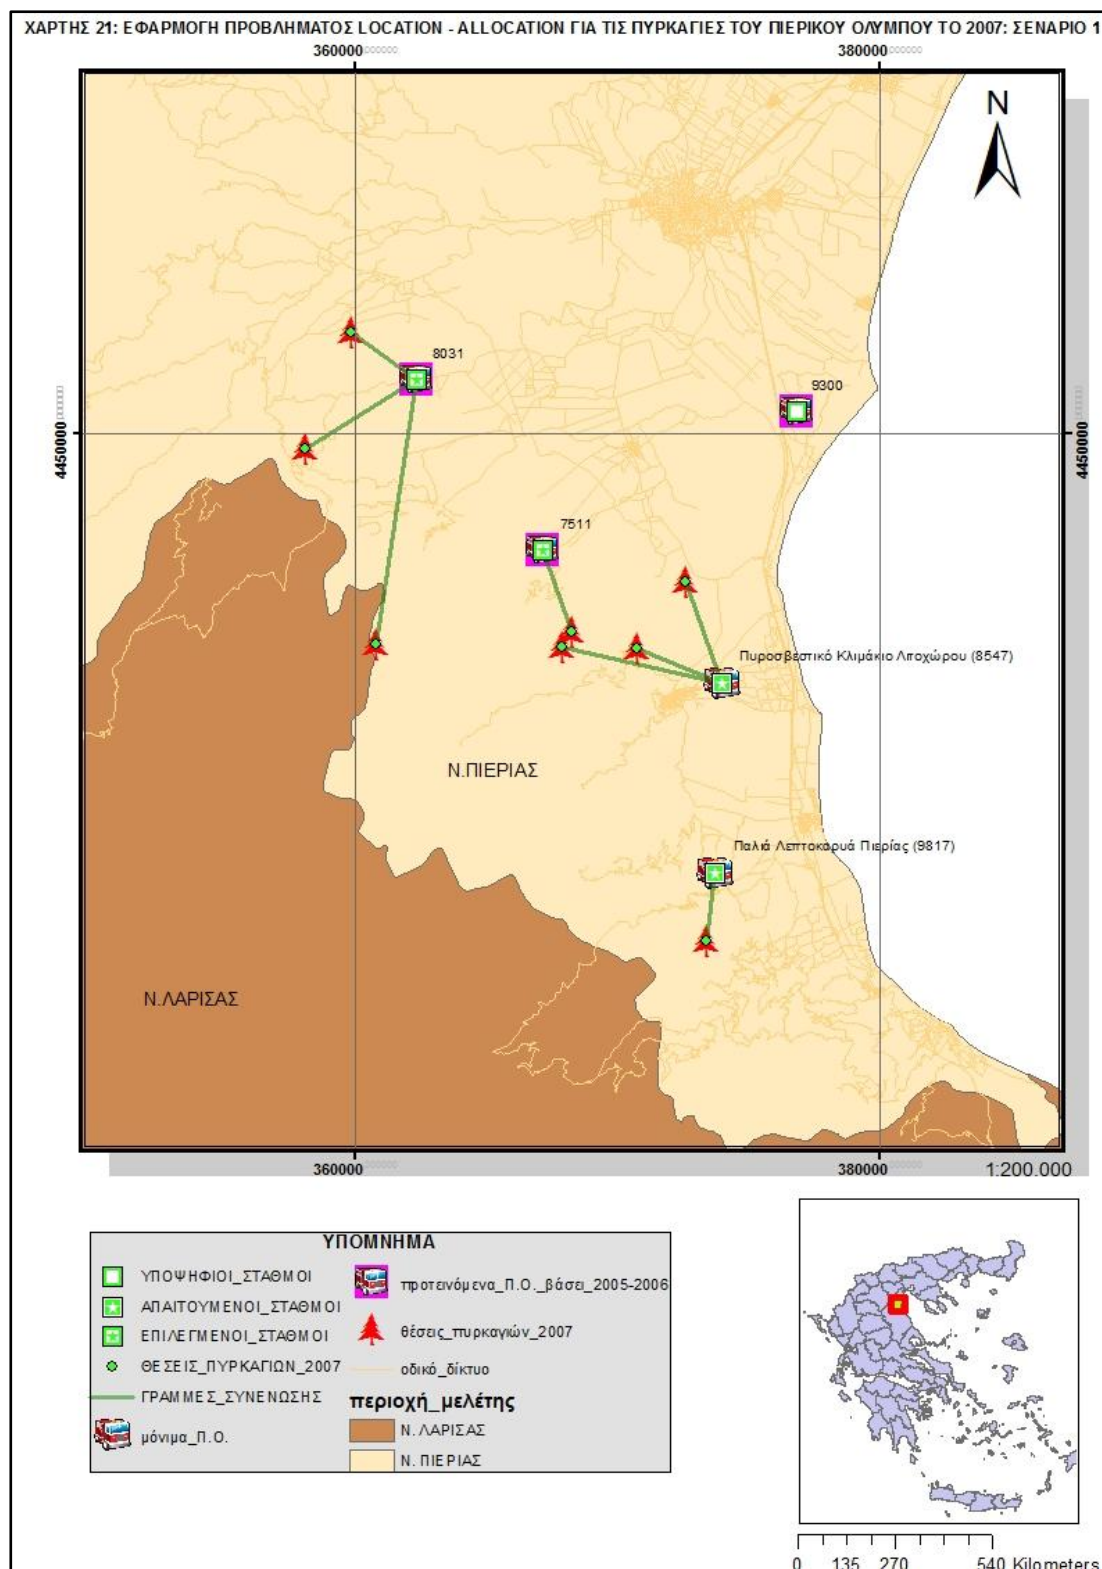 ΧΑΡΤΗΣ 21: ΕΦΑΡΜΟΓΗ ΠΡΟΒΛΗΜΑΤΟΣ LOCATION - ALLOCATION ΓΙΑ ΤΙΣ ΠΥΡΚΑΓΙΕΣ ΤΟΥ ΠΙΕΡΙΚΟΥ ΟΛΥΜΠΟΥ ΤΟ 2007: ΣΕΝΑΡΙΟ 1
360000
380000
N
8031
9300
4450000
4450000
7511
Πυροσβεστικό Κλιμάκιο Λιτοχώρου (8547)
Ν.ΠΙΕΡΙΑΣ
Παλιά Λεπτοκαρυά Πιερίας (9817)
Ν.ΛΑΡΙΣΑΣ
360000
380000
1:200.000
ΥΠΟΜΝΗΜΑ
ΥΠΟΨΗΦΙΟΙ_ΣΤΑΘΜΟΙ
ΑΠΑΙΤΟΥΜΕΝΟΙ_ΣΤΑΘΜΟΙ
ΕΠΙΛΕΓΜΕΝΟΙ_ΣΤΑΘΜΟΙ
ΘΕΣΕΙΣ_ΠΥΡΚΑΓΙΩΝ_2007
ΓΡΑΜΜΕΣ_ΣΥΝΕΝΩΣΗΣ
μόνιμα_Π.Ο.
προτεινόμενα_Π.Ο._βάσει_2005-2006
θέσεις_πυρκαγιών_2007
οδικό_δίκτυο
περιοχή_μελέτης
Ν. ΛΑΡΙΣΑΣ
Ν. ΠΙΕΡΙΑΣ
0 135 270 540 Kilometers